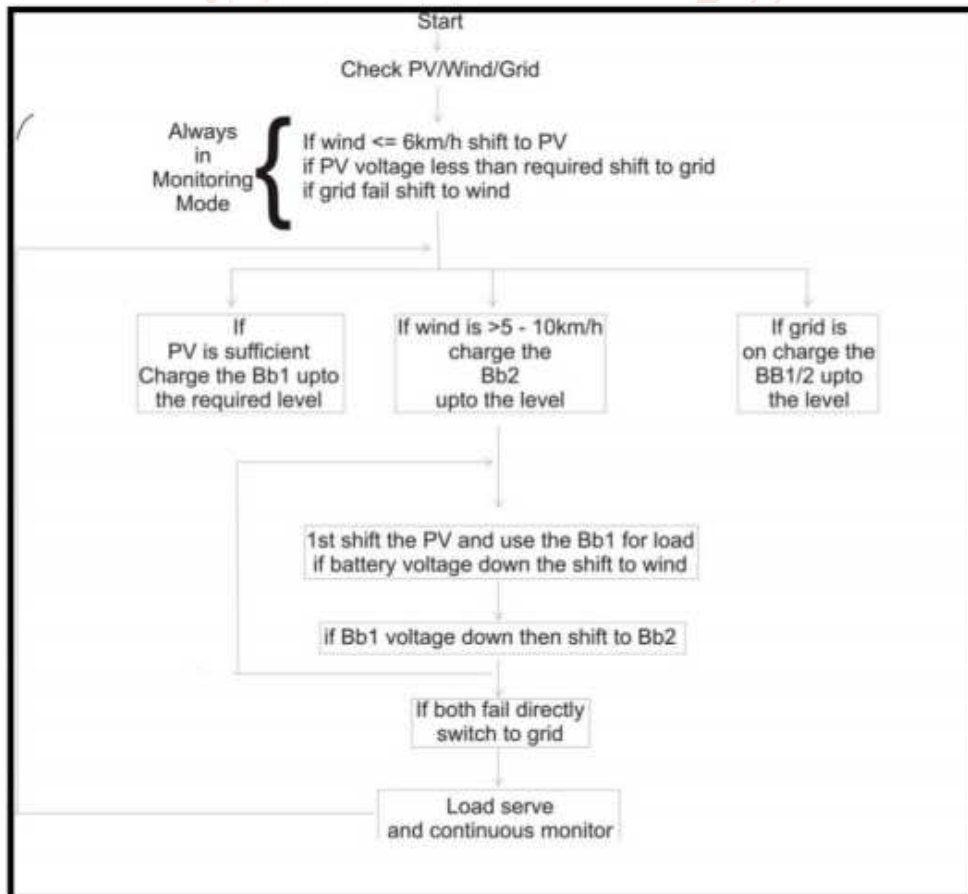 Start
Check PV/Wind/Grid
Always
in
Monitoring
Mode
If wind <= 6km/h shift to PV
if PV voltage less than required shift to grid
if grid fail shift to wind
If
PV is sufficient
Charge the Bb1 upto
the required level
If wind is >5 - 10km/h
charge the
Bb2
upto the level
If grid is
on charge the
BB1/2 upto
the level
1st shift the PV and use the Bb1 for load
if battery voltage down the shift to wind
if Bb1 voltage down then shift to Bb2
If both fail directly
switch to grid
Load serve
and continuous monitor